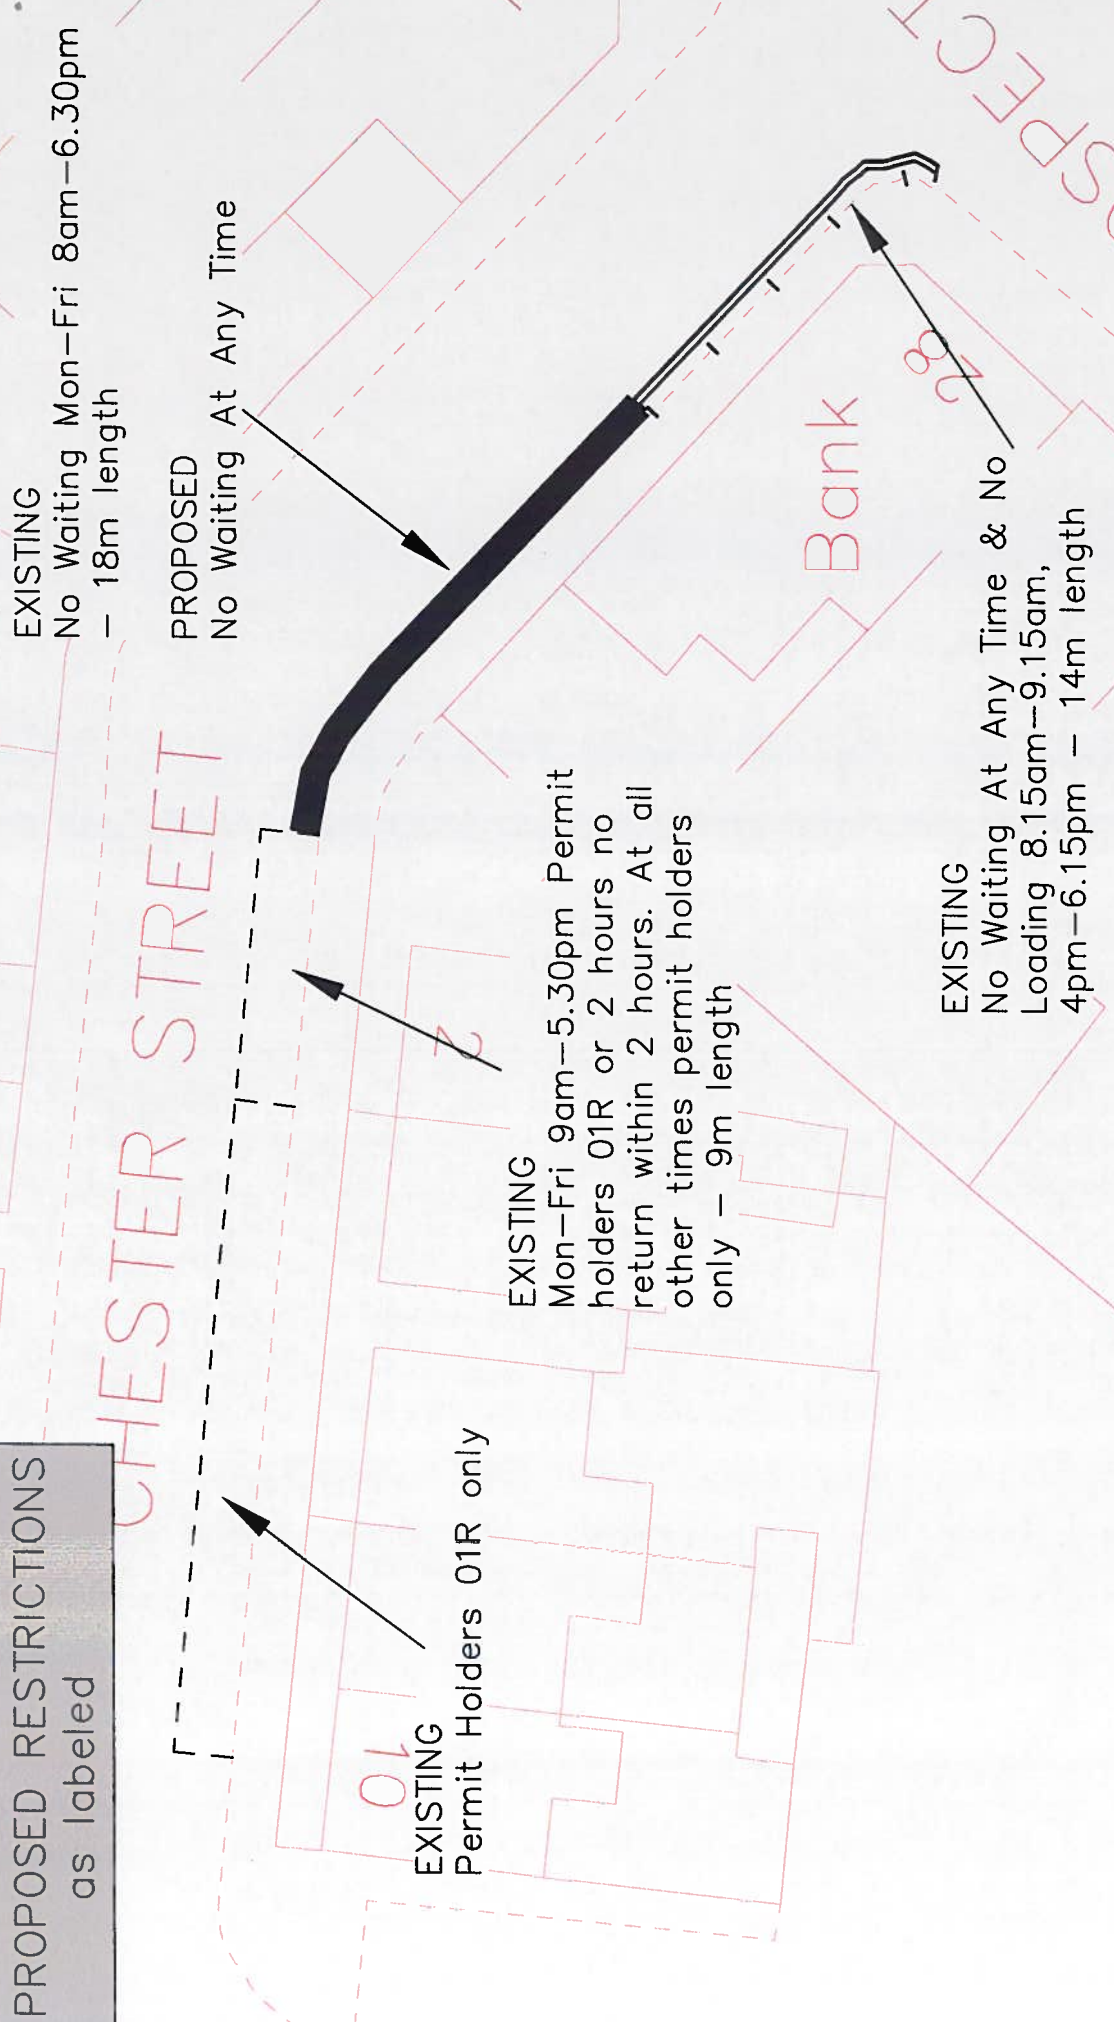 PROPOSED RESTRICTIONS
as labeled
EXISTING
No Waiting Mon-Fri 8am-6.30pm
- 18m length
PROPOSED
No Waiting At Any Time
CHESTER STREET
EXISTING
Permit Holders 01R only
10
EXISTING
Mon-Fri 9am-5.30pm Permit
holders 01R or 2 hours no
return within 2 hours. At all
other times permit holders
only - 9m length
2
Bank
28
EXISTING
No Waiting At Any Time & No
Loading 8.15am-9.15am,
4pm-6.15pm - 14m length